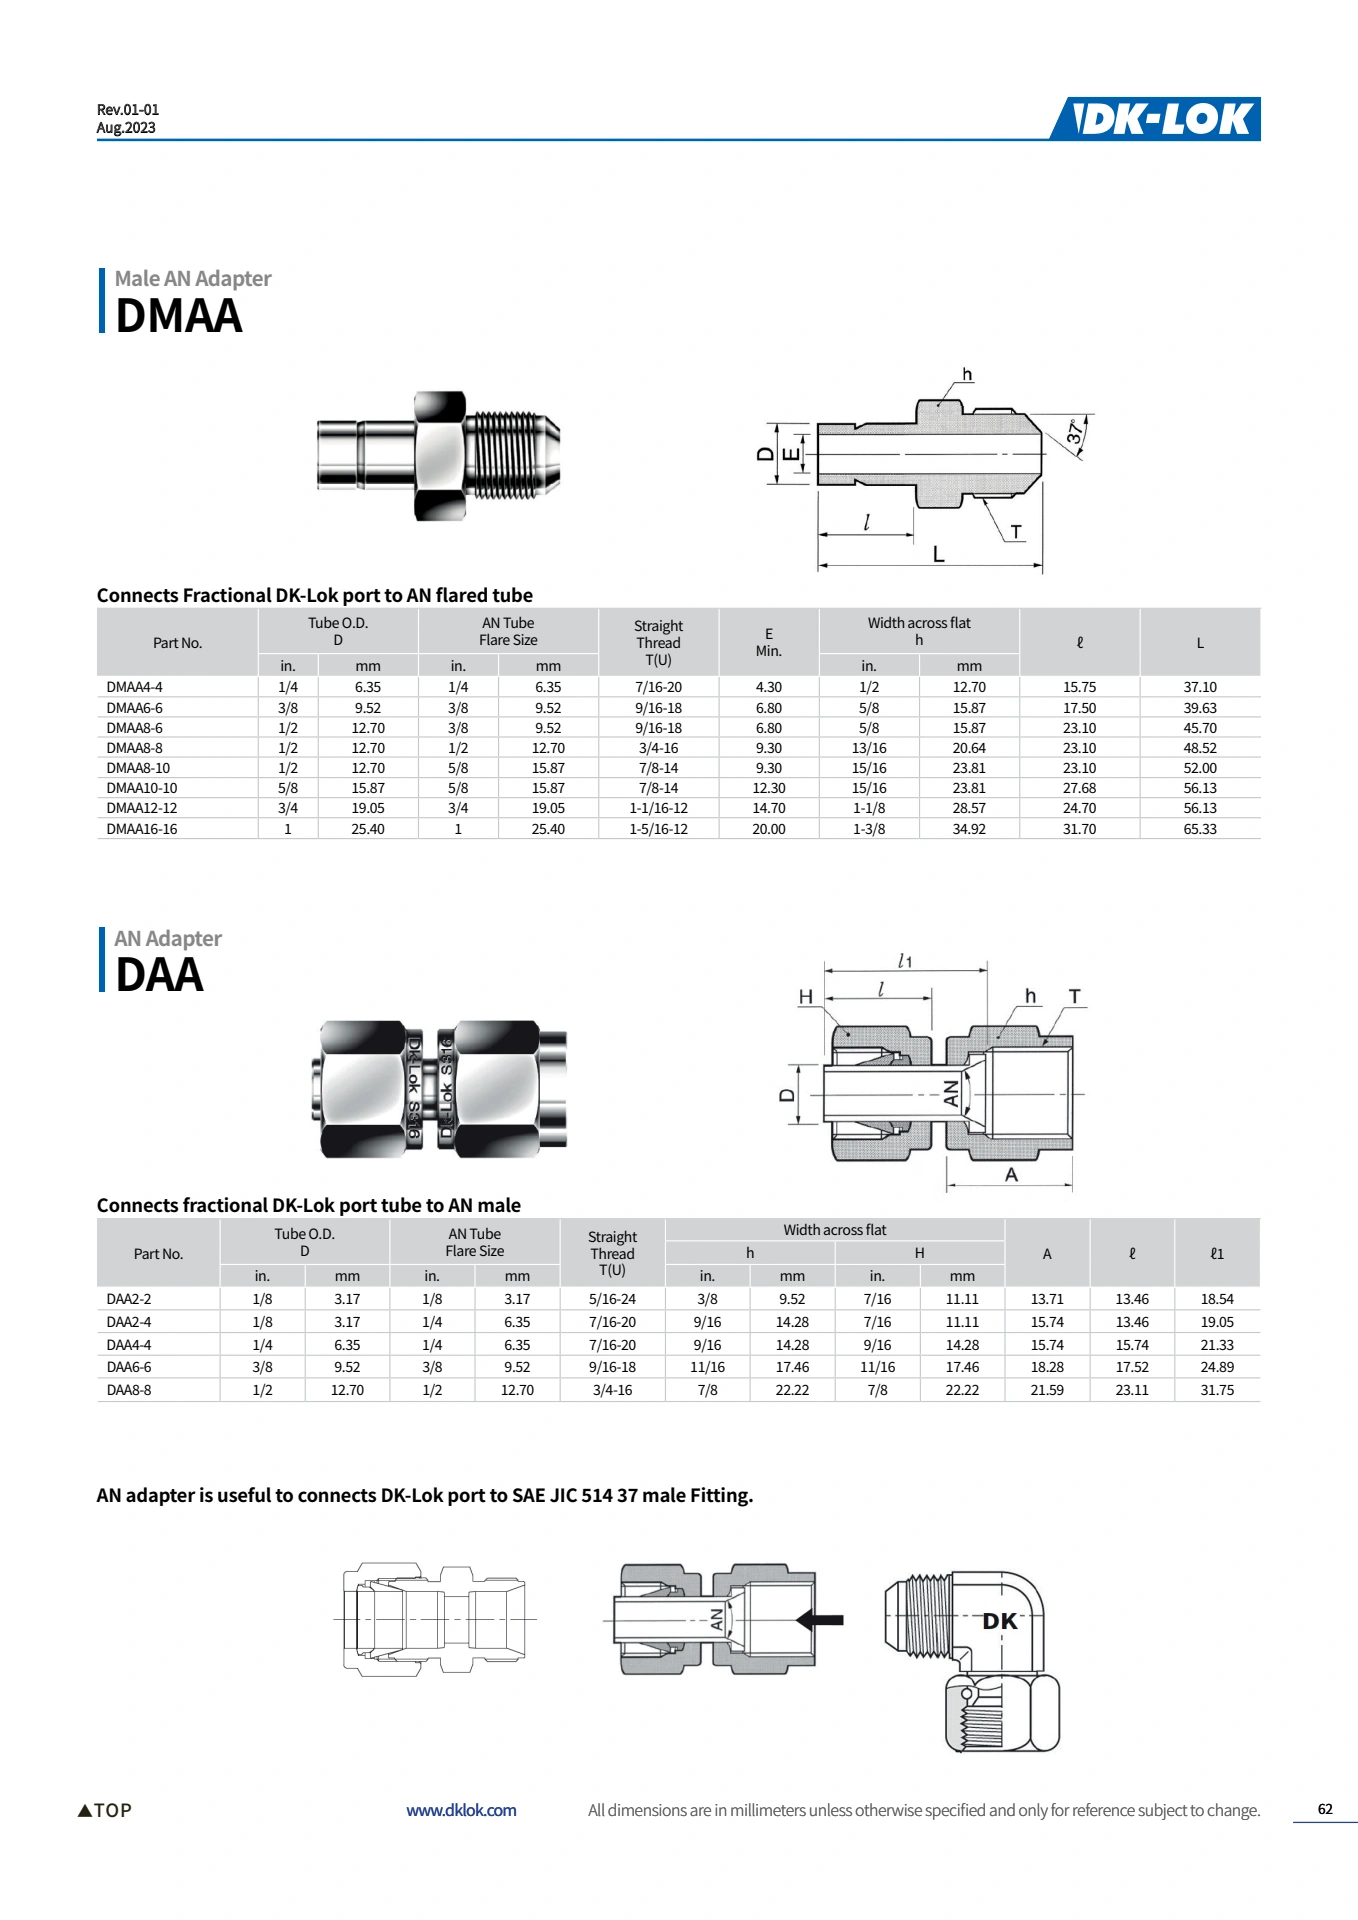 Rev.01-01
Aug.2023
DK-LOK
Male AN Adapter
DMAA
h
D
E
37°
l
T
L
Connects Fractional DK-Lok port to AN flared tube
Part No. Tube O.D. D AN Tube Flare Size Straight Thread T(U) E Min. Width across flat h ℓ L
in. mm in. mm in. mm
DMAA4-4 1/4 6.35 1/4 6.35 7/16-20 4.30 1/2 12.70 15.75 37.10
DMAA6-6 3/8 9.52 3/8 9.52 9/16-18 6.80 5/8 15.87 17.50 39.63
DMAA8-6 1/2 12.70 3/8 9.52 9/16-18 6.80 5/8 15.87 23.10 45.70
DMAA8-8 1/2 12.70 1/2 12.70 3/4-16 9.30 13/16 20.64 23.10 48.52
DMAA8-10 1/2 12.70 5/8 15.87 7/8-14 9.30 15/16 23.81 23.10 52.00
DMAA10-10 5/8 15.87 5/8 15.87 7/8-14 12.30 15/16 23.81 27.68 56.13
DMAA12-12 3/4 19.05 3/4 19.05 1-1/16-12 14.70 1-1/8 28.57 24.70 56.13
DMAA16-16 1 25.40 1 25.40 1-5/16-12 20.00 1-3/8 34.92 31.70 65.33
AN Adapter
DAA
DK-Lok SS16
DK-Lok SS16
l1
l
H
h
T
D
AN
A
Connects fractional DK-Lok port tube to AN male
Part No. Tube O.D. D AN Tube Flare Size Straight Thread T(U) Width across flat A ℓ ℓ1
h H
in. mm in. mm in. mm in. mm
DAA2-2 1/8 3.17 1/8 3.17 5/16-24 3/8 9.52 7/16 11.11 13.71 13.46 18.54
DAA2-4 1/8 3.17 1/4 6.35 7/16-20 9/16 14.28 7/16 11.11 15.74 13.46 19.05
DAA4-4 1/4 6.35 1/4 6.35 7/16-20 9/16 14.28 9/16 14.28 15.74 15.74 21.33
DAA6-6 3/8 9.52 3/8 9.52 9/16-18 11/16 17.46 11/16 17.46 18.28 17.52 24.89
DAA8-8 1/2 12.70 1/2 12.70 3/4-16 7/8 22.22 7/8 22.22 21.59 23.11 31.75
AN adapter is useful to connects DK-Lok port to SAE JIC 514 37 male Fitting.
AN
DK
▲TOP
www.dklok.com
All dimensions are in millimeters unless otherwise specified and only for reference subject to change.
62